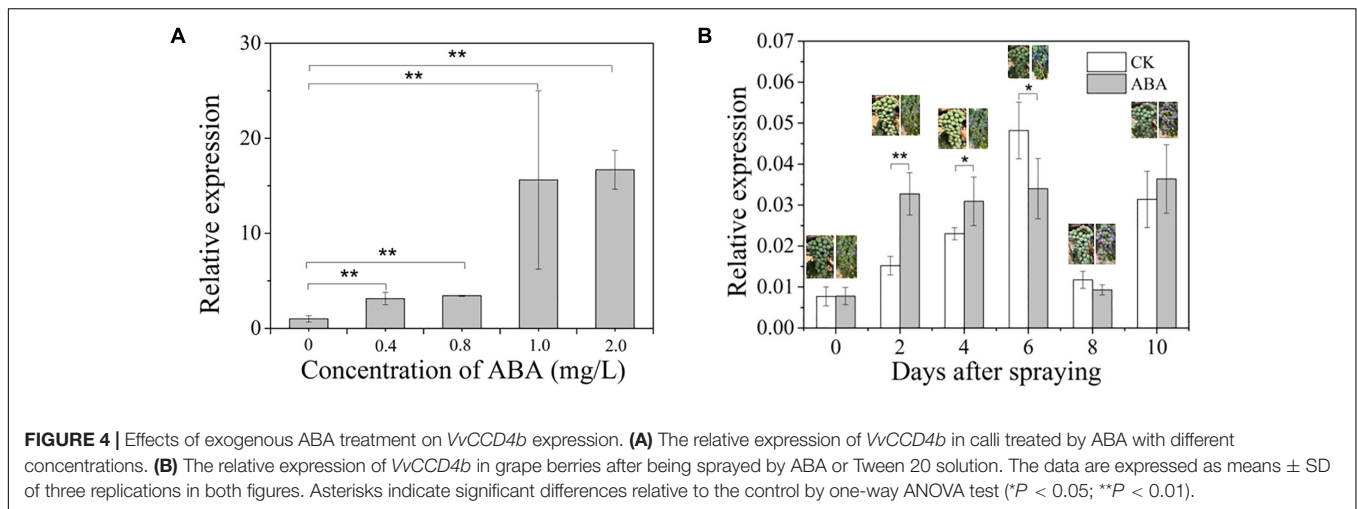 A
30
20
10
0
Relative expression
**
**
**
**
0 0.4 0.8 1.0 2.0
Concentration of ABA (mg/L)
B
0.07
0.06
0.05
0.04
0.03
0.02
0.01
0.00
Relative expression
CK
ABA
**
*
*
0 2 4 6 8 10
Days after spraying
FIGURE 4 | Effects of exogenous ABA treatment on VvCCD4b expression. (A) The relative expression of VvCCD4b in calli treated by ABA with different
concentrations. (B) The relative expression of VvCCD4b in grape berries after being sprayed by ABA or Tween 20 solution. The data are expressed as means ± SD
of three replications in both figures. Asterisks indicate significant differences relative to the control by one-way ANOVA test (*P < 0.05; **P < 0.01).